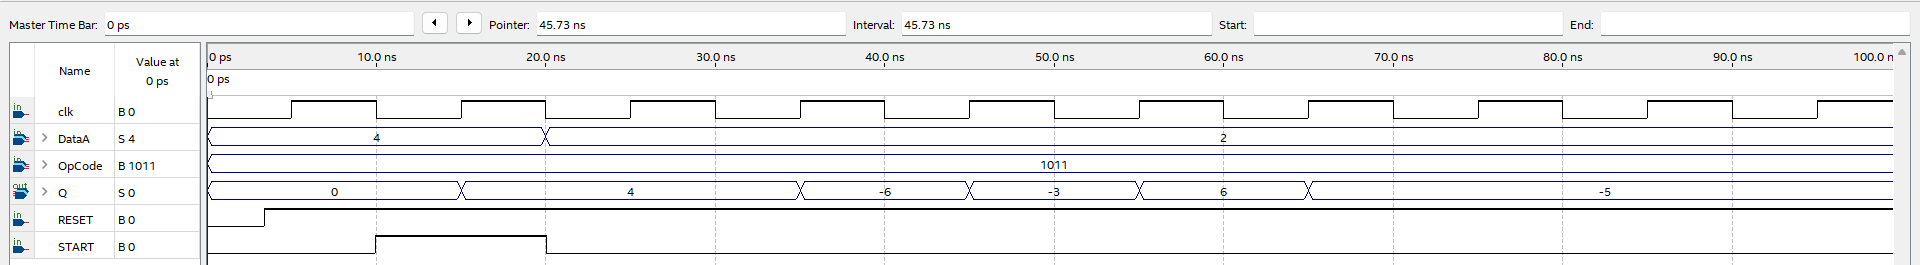 Master Time Bar: 0 ps Pointer: 45.73 ns Interval: 45.73 ns Start: End:
Name Value at 0 ps
0 ps 10.0 ns 20.0 ns 30.0 ns 40.0 ns 50.0 ns 60.0 ns 70.0 ns 80.0 ns 90.0 ns 100.0 n
0 ps
in clk B 0
in DataA S 4 4 2
in OpCode B 1011 1011
out Q S 0 0 4 -6 -3 6 -5
in RESET B 0
in START B 0